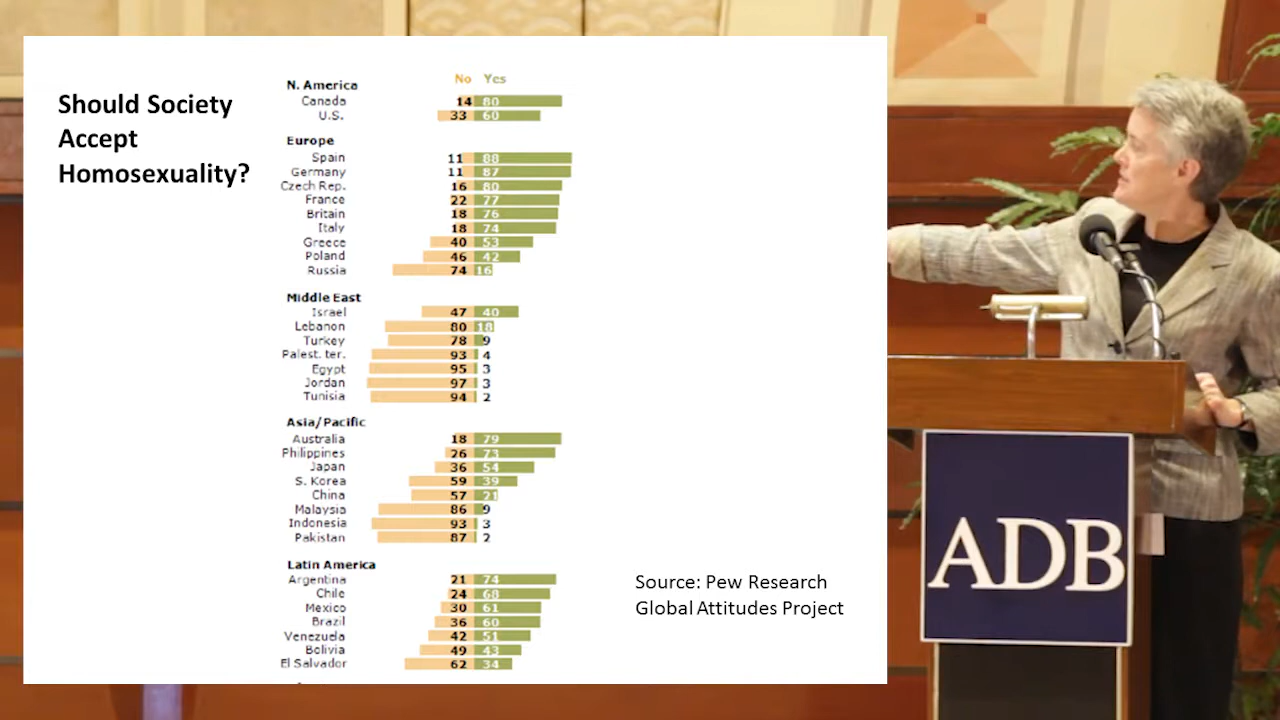 Should Society
Accept
Homosexuality?
No Yes
N. America
Canada 14 80
U.S. 33 60
Europe
Spain 11 88
Germany 11 87
Czech Rep. 16 80
France 22 77
Britain 18 76
Italy 18 74
Greece 40 53
Poland 46 42
Russia 74 16
Middle East
Israel 47 40
Lebanon 80 18
Turkey 78 9
Palest. ter. 93 4
Egypt 95 3
Jordan 97 3
Tunisia 94 2
Asia/Pacific
Australia 18 79
Philippines 26 73
Japan 36 54
S. Korea 59 39
China 57 21
Malaysia 86 9
Indonesia 93 3
Pakistan 87 2
Latin America
Argentina 21 74
Chile 24 68
Mexico 30 61
Brazil 36 60
Venezuela 42 51
Bolivia 49 43
El Salvador 62 34
Source: Pew Research
Global Attitudes Project
ADB